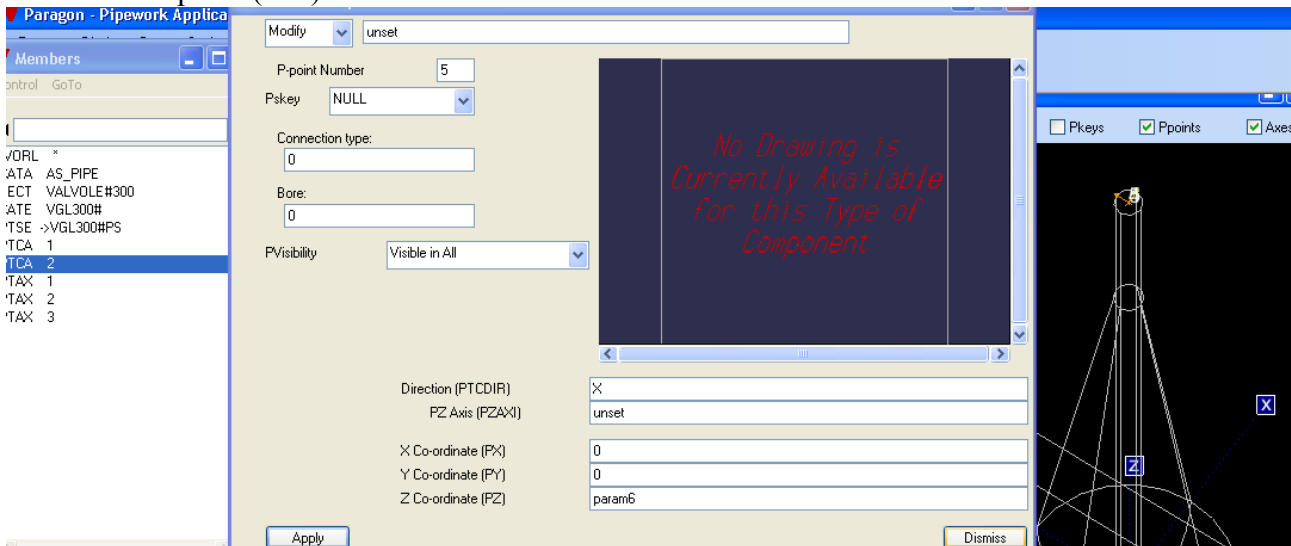 Paragon - Pipework Applica
Members
ontrol GoTo
VORL *
ATA AS_PIPE
ECT VALVOLE#300
ATE VGL300#
TSE ->VGL300#PS
TCA 1
TCA 2
TAX 1
TAX 2
TAX 3
Modify unset
P-point Number 5
Pskey NULL
Connection type:
0
Bore:
0
PVisibility Visible in All
No Drawing is
Currently Available
for this Type of
Component
Direction (PTCDIR) X
PZ Axis (PZAXI) unset
X Co-ordinate (PX) 0
Y Co-ordinate (PY) 0
Z Co-ordinate (PZ) param6
Apply Dismiss
Pkeys Ppoints Axes
X
Z